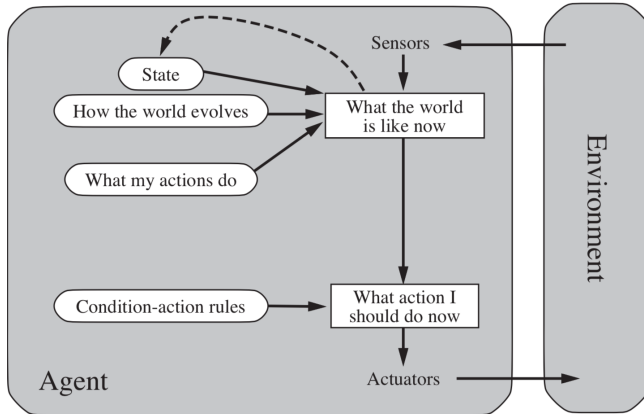 Sensors
State
What the world
is like now
How the world evolves
What my actions do
Environment
Condition-action rules
What action I
should do now
Agent
Actuators